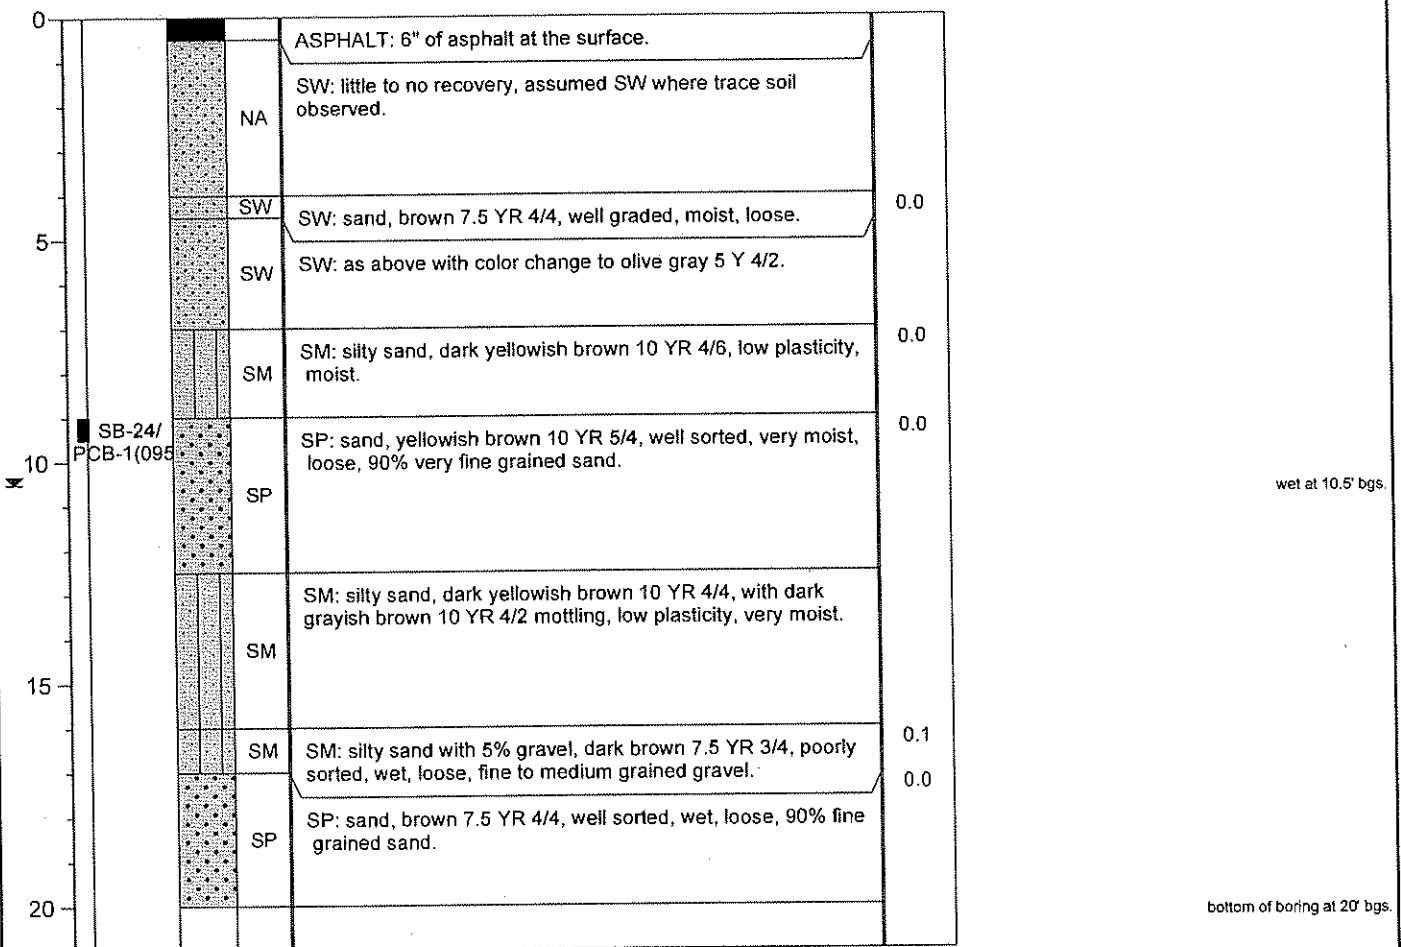 0
ASPHALT: 6" of asphalt at the surface.
NA
SW: little to no recovery, assumed SW where trace soil
observed.
SW
SW: sand, brown 7.5 YR 4/4, well graded, moist, loose.
0.0
5
SW
SW: as above with color change to olive gray 5 Y 4/2.
SM
SM: silty sand, dark yellowish brown 10 YR 4/6, low plasticity,
moist.
0.0
SB-24/
PCB-1(095
10
SP
SP: sand, yellowish brown 10 YR 5/4, well sorted, very moist,
loose, 90% very fine grained sand.
0.0
wet at 10.5' bgs.
SM
SM: silty sand, dark yellowish brown 10 YR 4/4, with dark
grayish brown 10 YR 4/2 mottling, low plasticity, very moist.
15
SM
SM: silty sand with 5% gravel, dark brown 7.5 YR 3/4, poorly
sorted, wet, loose, fine to medium grained gravel.
0.1
0.0
SP
SP: sand, brown 7.5 YR 4/4, well sorted, wet, loose, 90% fine
grained sand.
20
bottom of boring at 20' bgs.